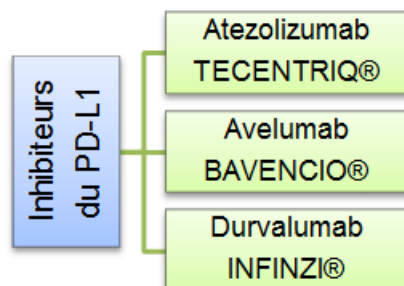 Inhibiteurs
du PD-L1
Atezolizumab
TECENTRIQ®
Avelumab
BAVENCIO®
Durvalumab
INFINZI®